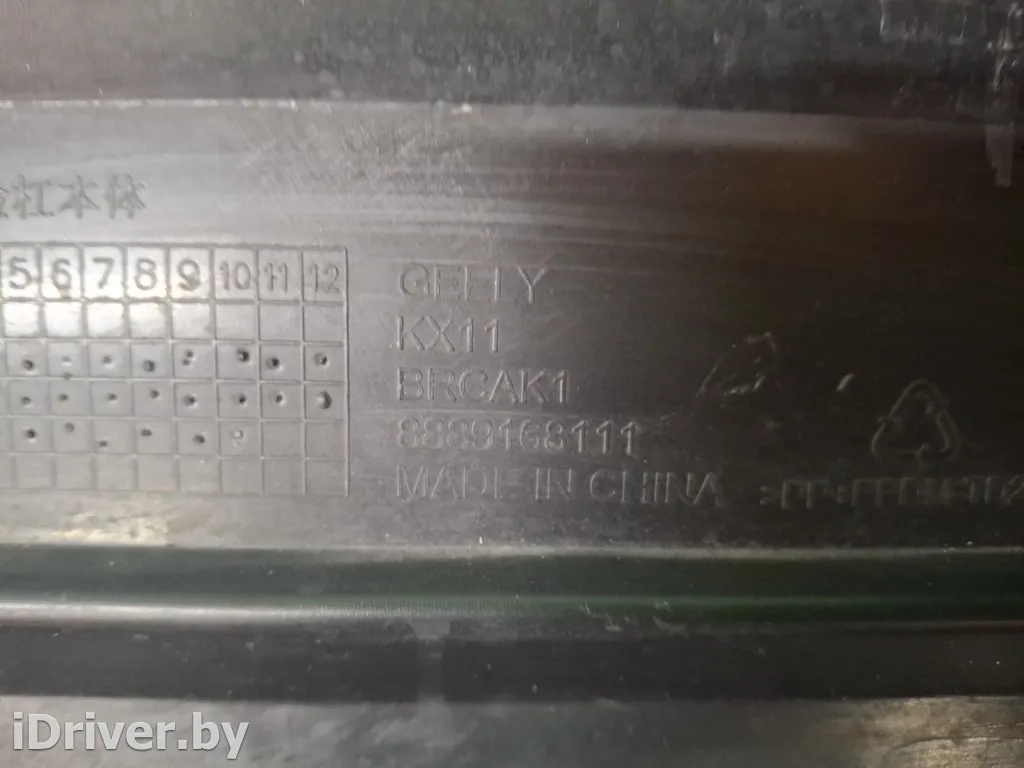 杠本体
5 6 7 8 9 10 11 12
GEELY
KX11
BRCAK1
8889168111
MADE IN CHINA
iDriver.by